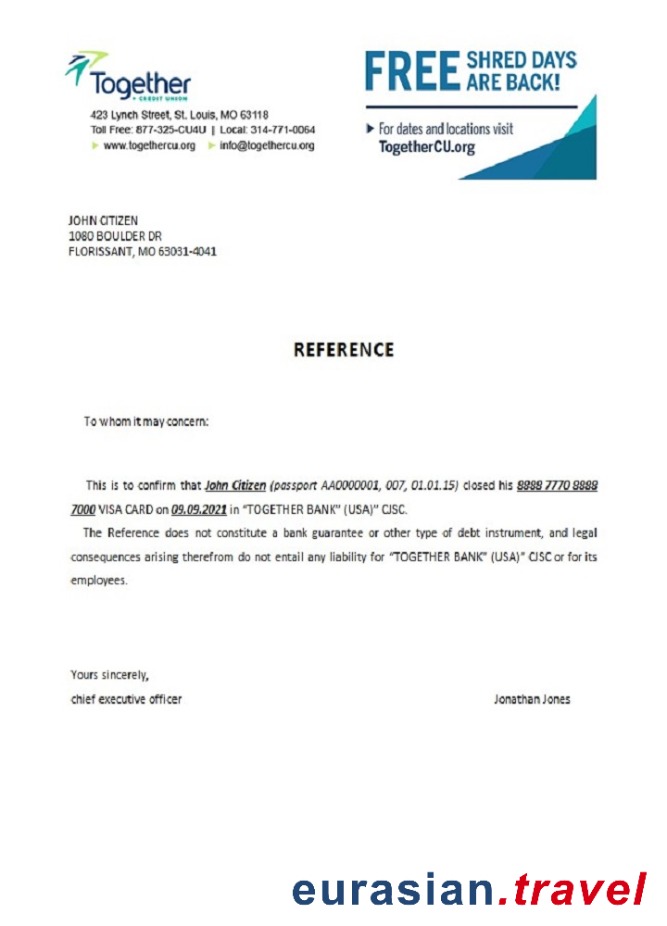 Together
CREDIT UNION
423 Lynch Street, St. Louis, MO 63118
Toll Free: 877-325-CU4U | Local: 314-771-0064
www.togethercu.org info@togethercu.org
FREE SHRED DAYS
ARE BACK!
For dates and locations visit
TogetherCU.org
JOHN CITIZEN
1080 BOULDER DR
FLORISSANT, MO 63031-4041
REFERENCE
To whom it may concern:
This is to confirm that John Citizen (passport AA0000001, 007, 01.01.15) closed his 8888 7770 8888
7000 VISA CARD on 09.09.2021 in "TOGETHER BANK" (USA)" CJSC.
The Reference does not constitute a bank guarantee or other type of debt instrument, and legal
consequences arising therefrom do not entail any liability for "TOGETHER BANK" (USA)" CJSC or for its
employees.
Yours sincerely,
chief executive officer Jonathan Jones
eurasian.travel